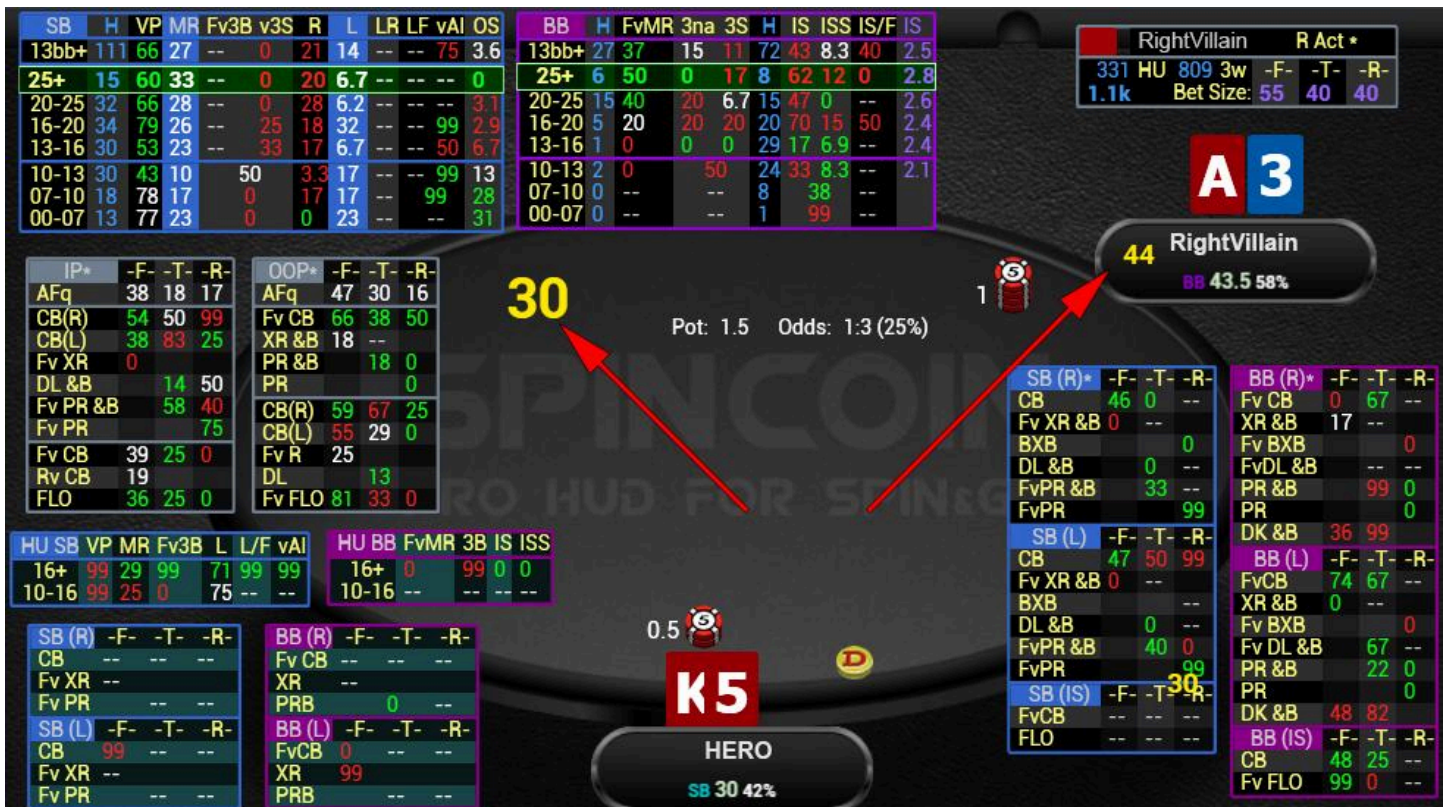 SB H VP MR Fv3B v3S R L LR LF vAI OS
13bb+ 111 66 27 -- 0 21 14 -- -- 75 3.6
25+ 15 60 33 -- 0 20 6.7 -- -- -- 0
20-25 32 66 28 -- 0 28 6.2 -- -- -- 3.1
16-20 34 79 26 -- 25 18 32 -- -- 99 2.9
13-16 30 53 23 -- 33 17 6.7 -- -- 50 6.7
10-13 30 43 10 50 3.3 17 -- -- 99 13
07-10 18 78 17 0 17 17 -- 99 28
00-07 13 77 23 0 0 23 -- -- 31
BB H FvMR 3na 3S H IS ISS IS/F IS
13bb+ 27 37 15 11 72 43 8.3 40 2.5
25+ 6 50 0 17 8 62 12 0 2.8
20-25 15 40 20 6.7 15 47 0 -- 2.6
16-20 5 20 20 20 20 70 15 50 2.4
13-16 1 0 0 0 29 17 6.9 -- 2.4
10-13 2 0 50 24 33 8.3 -- 2.1
07-10 0 -- -- 8 38
00-07 0 -- -- 1 99
RightVillain R Act *
331 HU 809 3w -F- -T- -R-
1.1k Bet Size: 55 40 40
A 3
RightVillain
44
BB 43.5 58%
IP* -F- -T- -R-
AFq 38 18 17
CB(R) 54 50 99
CB(L) 38 83 25
Fv XR 0
DL &B 14 50
Fv PR &B 58 40
Fv PR 75
Fv CB 39 25 0
Rv CB 19
FLO 36 25 0
OOP* -F- -T- -R-
AFq 47 30 16
Fv CB 66 38 50
XR &B 18 --
PR &B 18 0
PR 0
CB(R) 59 67 25
CB(L) 55 29 0
Fv R 25
DL 13
Fv FLO 81 33 0
30
5
1
Pot: 1.5 Odds: 1:3 (25%)
SPINCOIN
PRO HUD FOR SPIN&G
SB (R)* -F- -T- -R-
CB 46 0 --
Fv XR &B 0 --
BXB 0
DL &B 0 --
FvPR &B 33 --
FvPR 99
SB (L) -F- -T- -R-
CB 47 50 99
Fv XR &B 0 --
BXB --
DL &B 0 --
FvPR &B 40 0
FvPR 99
30
SB (IS) -F- -T- -R-
FvCB -- -- --
FLO -- -- --
BB (R)* -F- -T- -R-
Fv CB 0 67 --
XR &B 17 --
Fv BXB 0
FvDL &B -- --
PR &B 99 0
PR 0
DK &B 36 99
BB (L) -F- -T- -R-
FvCB 74 67 --
XR &B 0 --
Fv BXB 0
Fv DL &B 67 --
PR &B 22 0
PR 0
DK &B 48 82
BB (IS) -F- -T- -R-
CB 48 25 --
Fv FLO 99 0
HU SB VP MR Fv3B L L/F vAI
16+ 99 29 99 71 99 99
10-16 99 25 0 75 -- --
HU BB FvMR 3B IS ISS
16+ 0 99 0 0
10-16 -- -- -- --
SB (R) -F- -T- -R-
CB -- -- --
Fv XR --
Fv PR -- --
SB (L) -F- -T- -R-
CB 99 -- --
Fv XR --
Fv PR -- --
BB (R) -F- -T- -R-
Fv CB -- -- --
XR --
PRB 0 --
BB (L) -F- -T- -R-
FvCB 0 -- --
XR 99
PRB -- --
0.5
5
D
K 5
HERO
SB 30 42%